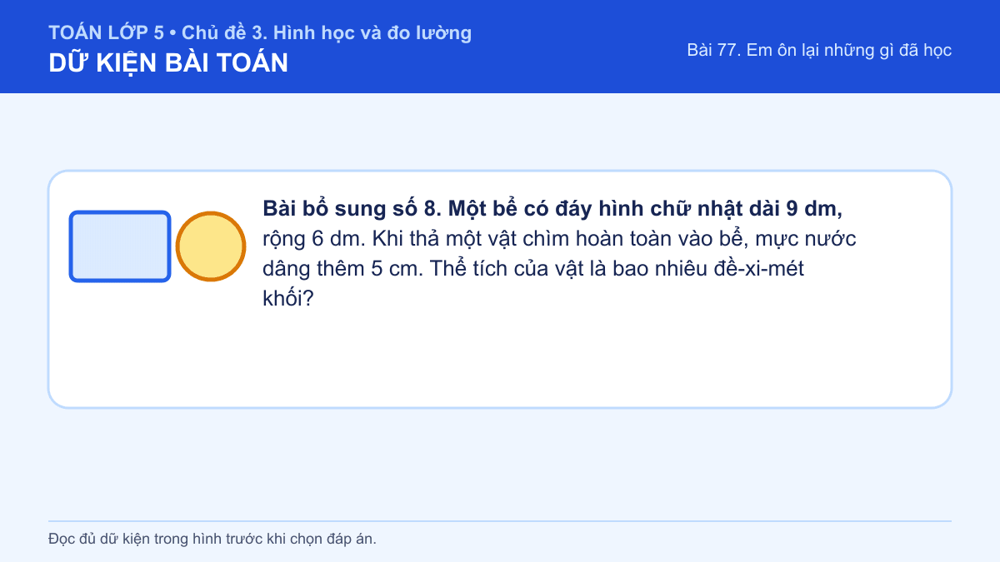 TOÁN LỚP 5 • Chủ đề 3. Hình học và đo lường
DỮ KIỆN BÀI TOÁN
Bài 77. Em ôn lại những gì đã học
Bài bổ sung số 8. Một bể có đáy hình chữ nhật dài 9 dm,
rộng 6 dm. Khi thả một vật chìm hoàn toàn vào bể, mực nước
dâng thêm 5 cm. Thể tích của vật là bao nhiêu đề-xi-mét
khối?
Đọc đủ dữ kiện trong hình trước khi chọn đáp án.